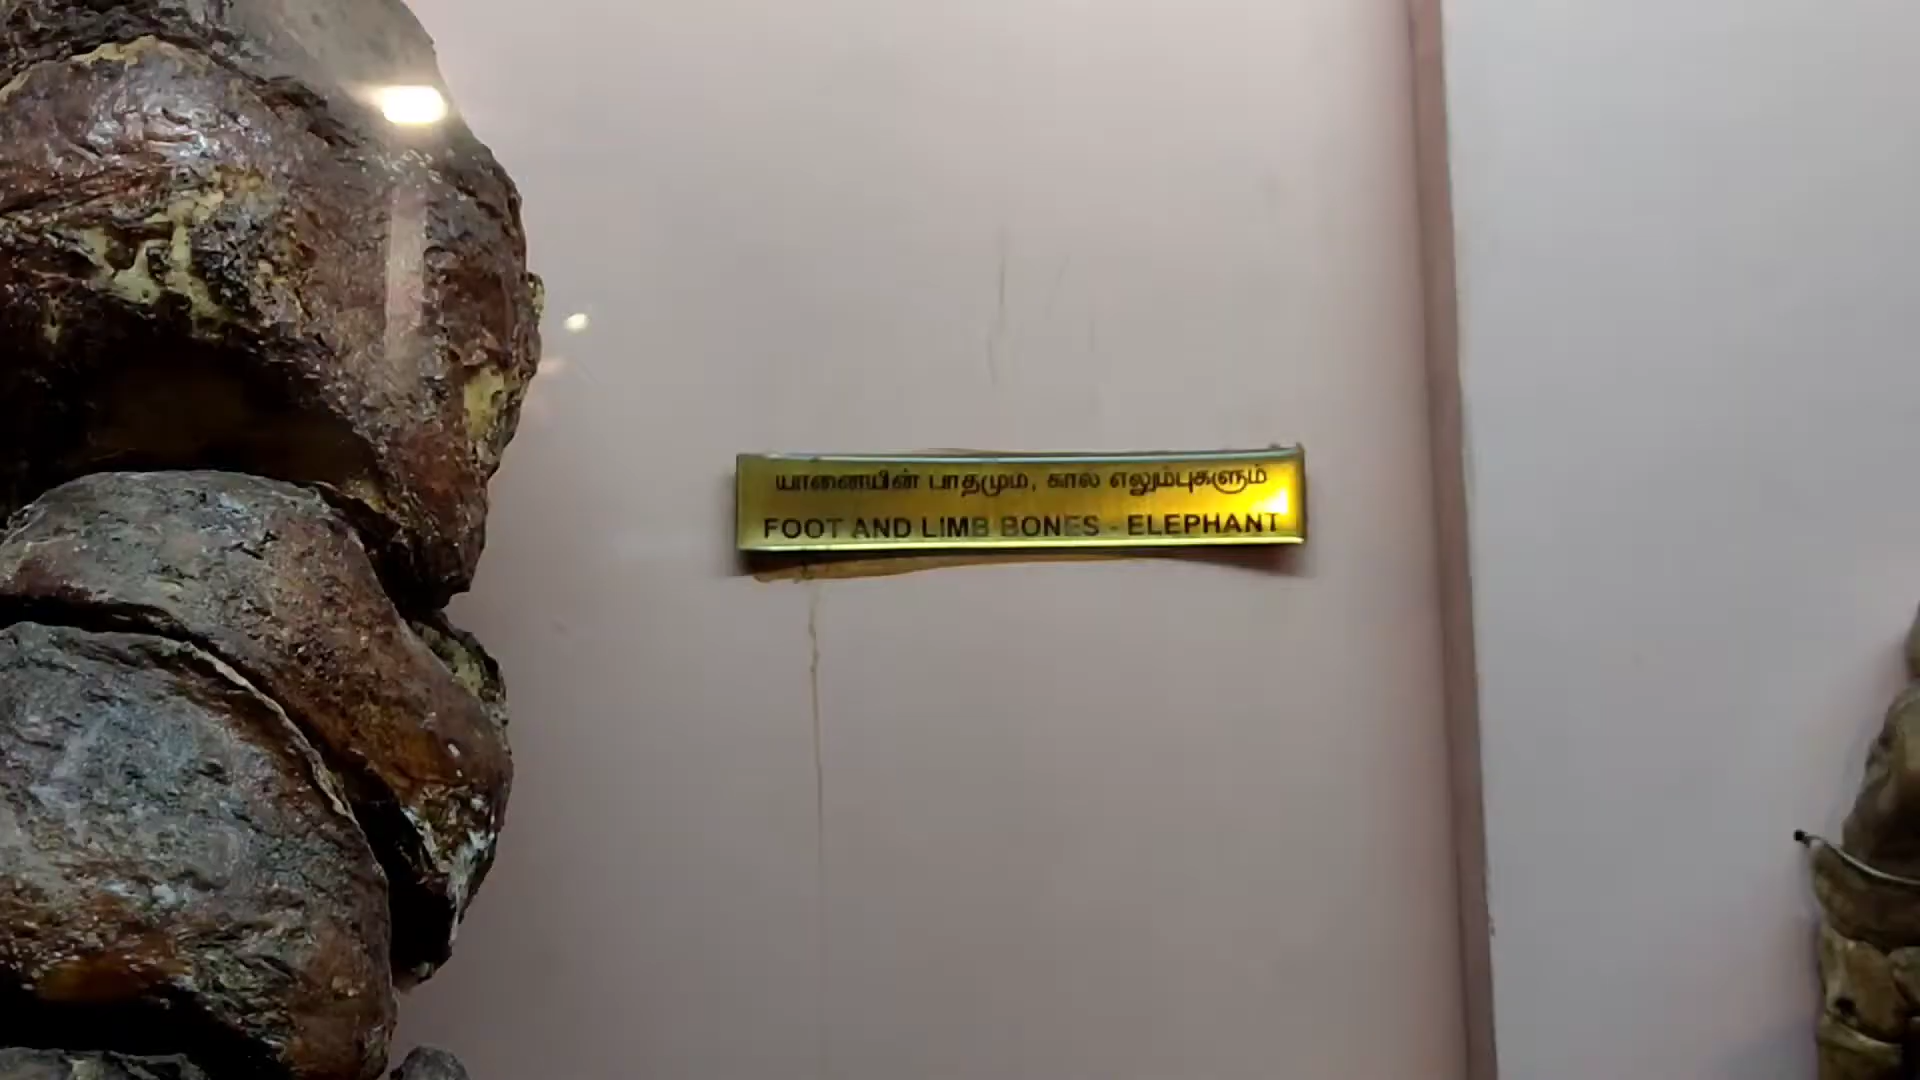 யானையின் பாதமும், கால் எலும்புகளும்
FOOT AND LIMB BONES - ELEPHANT